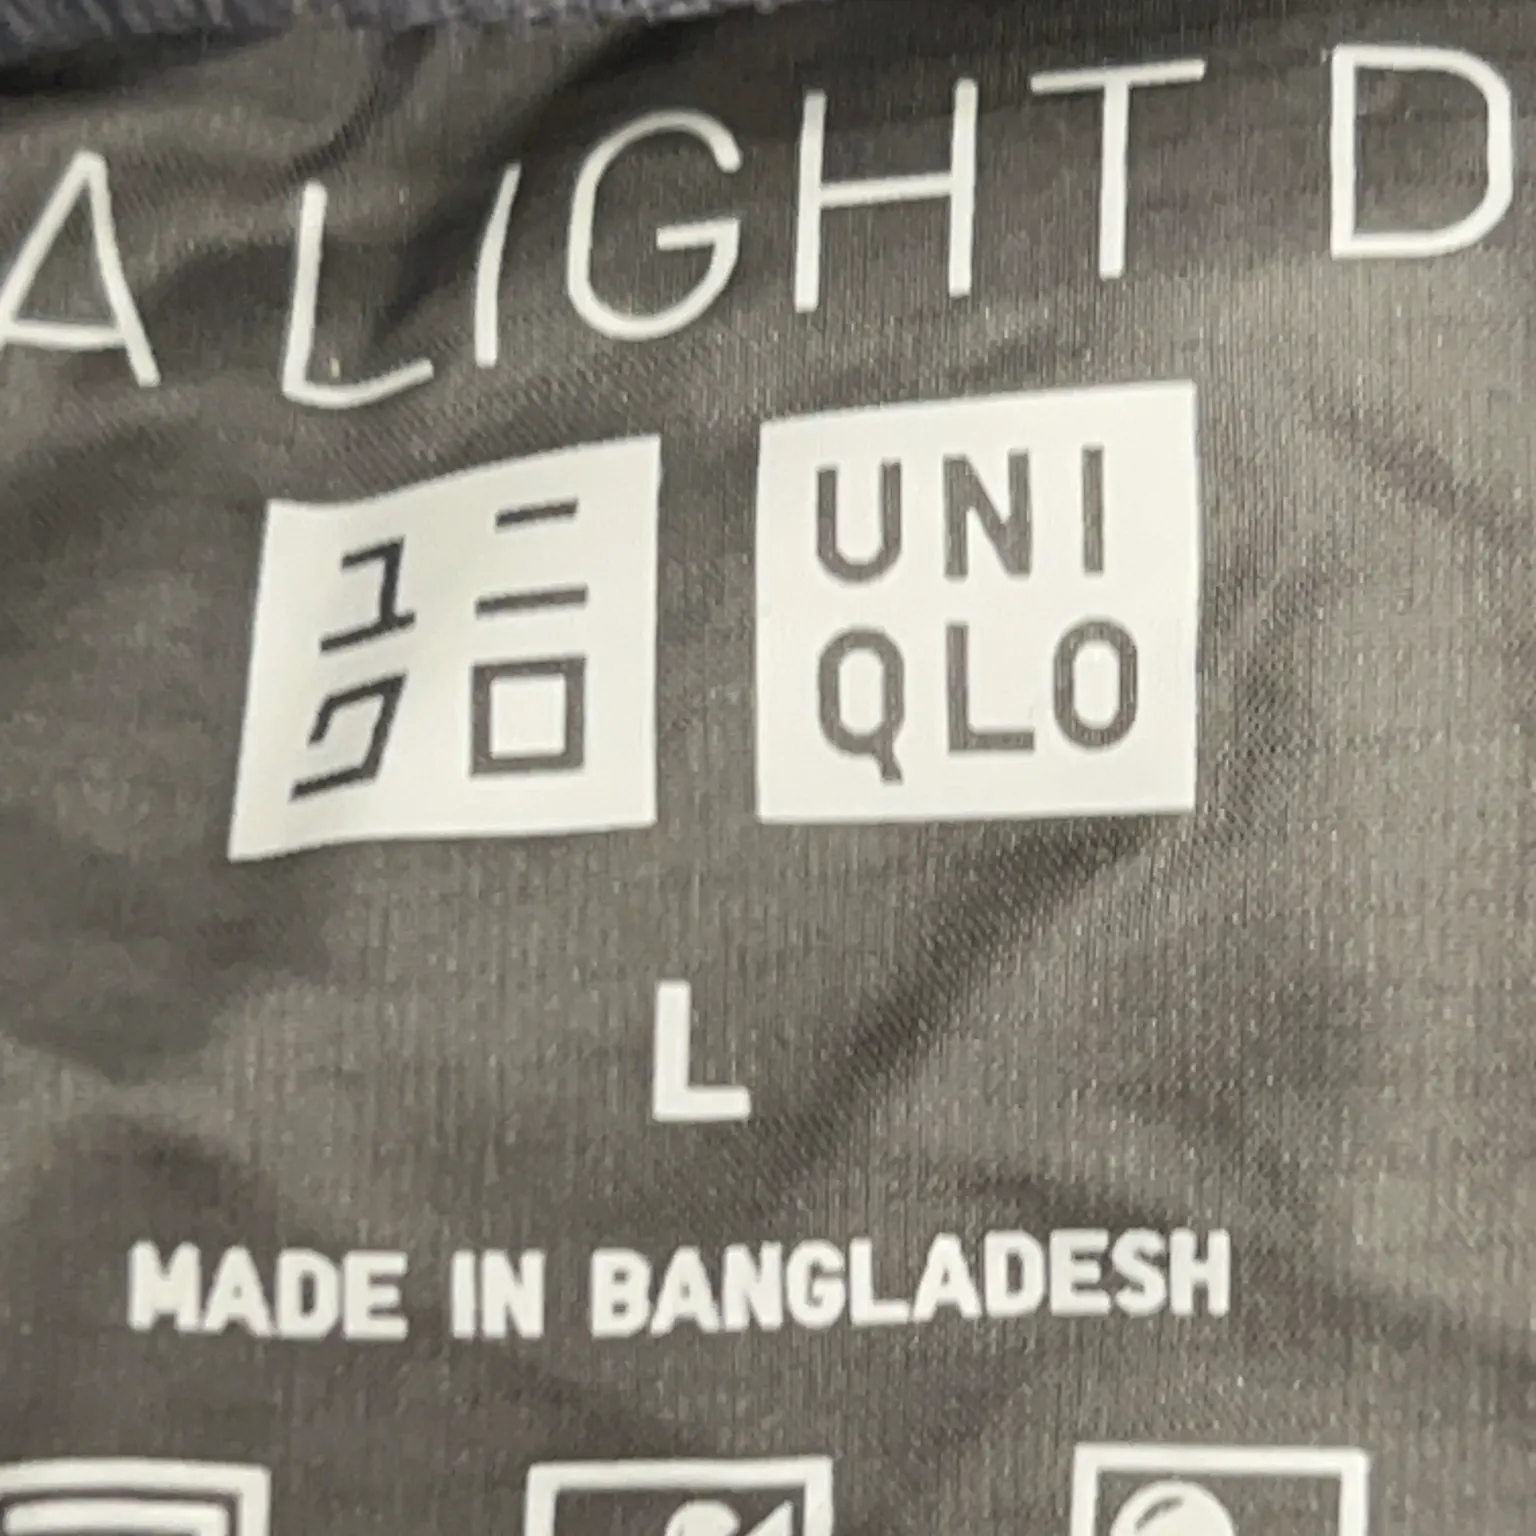 A LIGHT D
ユニ
クロ
UNI
QLO
L
MADE IN BANGLADESH